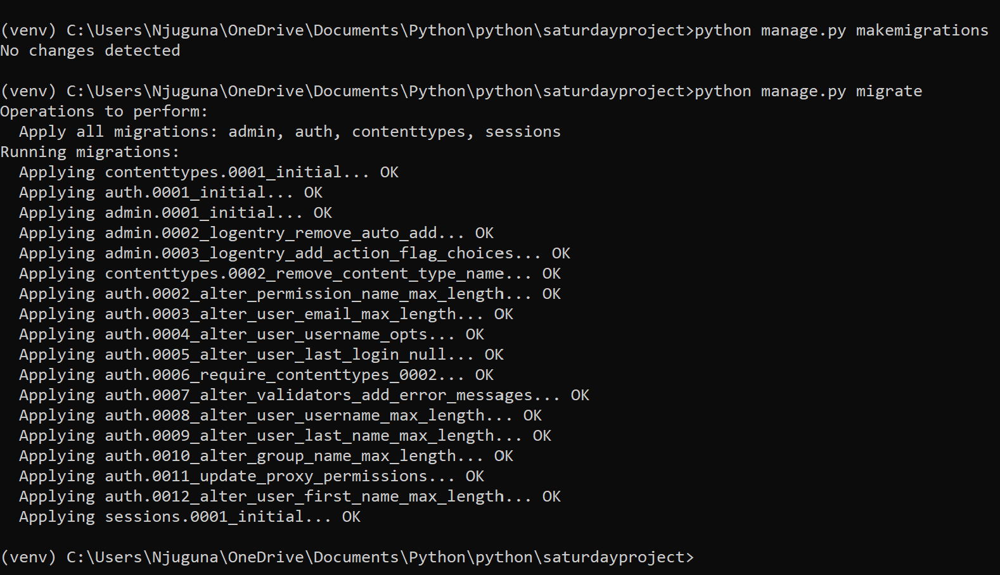 (venv) C:\Users\Njuguna\OneDrive\Documents\Python\python\saturdayproject>python manage.py makemigrations
No changes detected
(venv) C:\Users\Njuguna\OneDrive\Documents\Python\python\saturdayproject>python manage.py migrate
Operations to perform:
  Apply all migrations: admin, auth, contenttypes, sessions
Running migrations:
  Applying contenttypes.0001_initial... OK
  Applying auth.0001_initial... OK
  Applying admin.0001_initial... OK
  Applying admin.0002_logentry_remove_auto_add... OK
  Applying admin.0003_logentry_add_action_flag_choices... OK
  Applying contenttypes.0002_remove_content_type_name... OK
  Applying auth.0002_alter_permission_name_max_length... OK
  Applying auth.0003_alter_user_email_max_length... OK
  Applying auth.0004_alter_user_username_opts... OK
  Applying auth.0005_alter_user_last_login_null... OK
  Applying auth.0006_require_contenttypes_0002... OK
  Applying auth.0007_alter_validators_add_error_messages... OK
  Applying auth.0008_alter_user_username_max_length... OK
  Applying auth.0009_alter_user_last_name_max_length... OK
  Applying auth.0010_alter_group_name_max_length... OK
  Applying auth.0011_update_proxy_permissions... OK
  Applying auth.0012_alter_user_first_name_max_length... OK
  Applying sessions.0001_initial... OK
(venv) C:\Users\Njuguna\OneDrive\Documents\Python\python\saturdayproject>